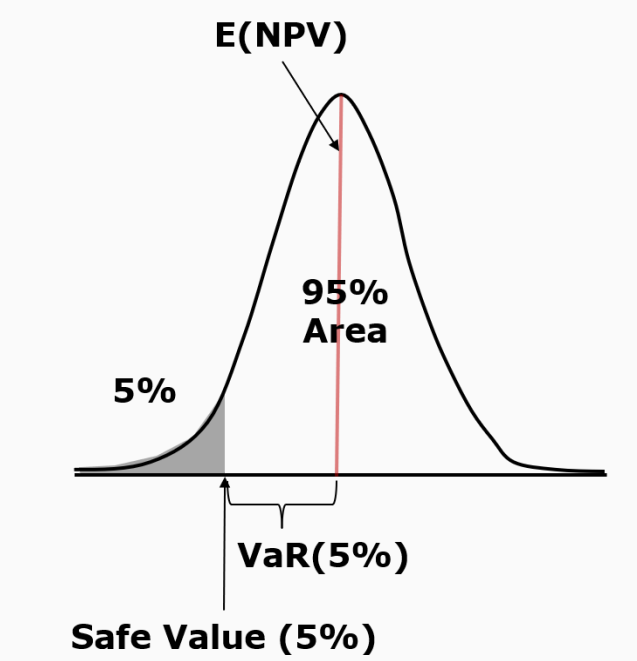 E(NPV)
95%
Area
5%
VaR(5%)
Safe Value (5%)